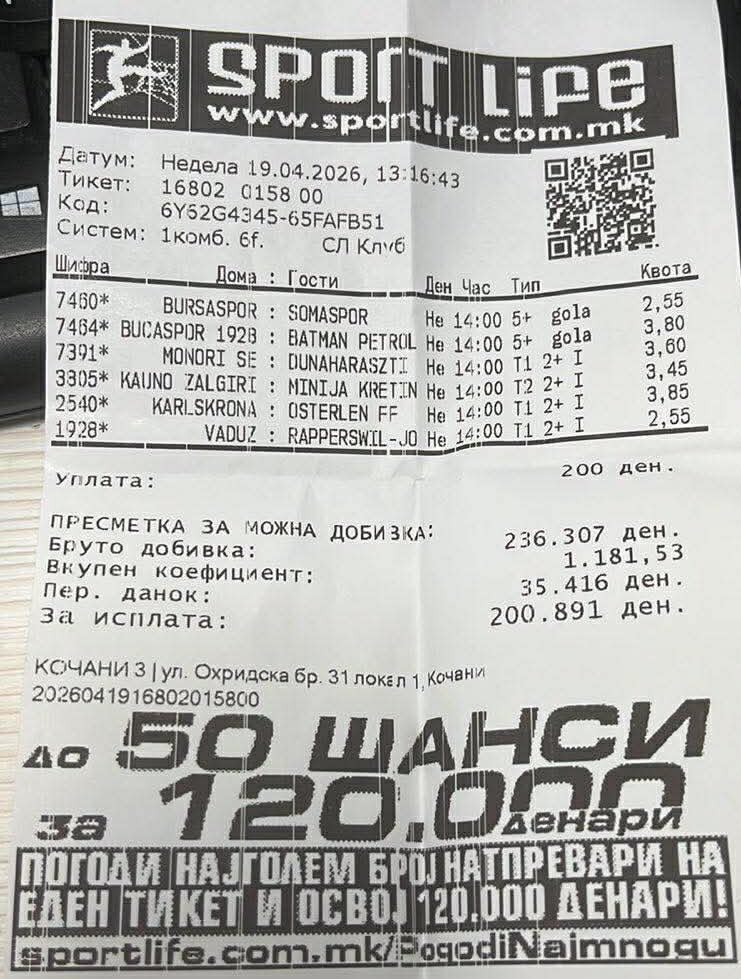 SPORT LiFe
www.sportlife.com.mk
Датум: Недела 19.04.2026, 13:16:43
Тикет: 16802 0158 00
Код: 6Y62G4345-65FAFB51
Систем: 1комб. 6f. СЛ Клуб
Шифра Дома : Гости Ден Час Тип Квота
7460* BURSASPOR : SOMASPOR Не 14:00 5+ gola 2,55
7464* BUCASPOR 1928 : BATMAN PETROL Не 14:00 5+ gola 3,80
7391* MONORI SE : DUNAHARASZTI Не 14:00 T1 2+ I 3,60
3805* KAUNO ZALGIRI : MINIJA KRETIN Не 14:00 T2 2+ I 3,45
2540* KARLSKRONA : OSTERLEN FF Не 14:00 T1 2+ I 3,85
1928* VADUZ : RAPPERSWIL-JO Не 14:00 T1 2+ I 2,55
Уплата: 200 ден.
ПРЕСМЕТКА ЗА МОЖНА ДОБИВКА:
Бруто добивка: 236.307 ден.
Вкупен коефициент: 1.181,53
Пер. данок: 35.416 ден.
За исплата: 200.891 ден.
КОЧАНИ 3 | ул. Охридска бр. 31 локал 1, Кочани
2026041916802015800
до 50 ШАНСИ
за 120.000 денари
ПОГОДИ НАЈГОЛЕМ БРОЈ НАТПРЕВАРИ НА
ЕДЕН ТИКЕТ И ОСВОЈ 120.000 ДЕНАРИ!
sportlife.com.mk/PogodiNajmnogu